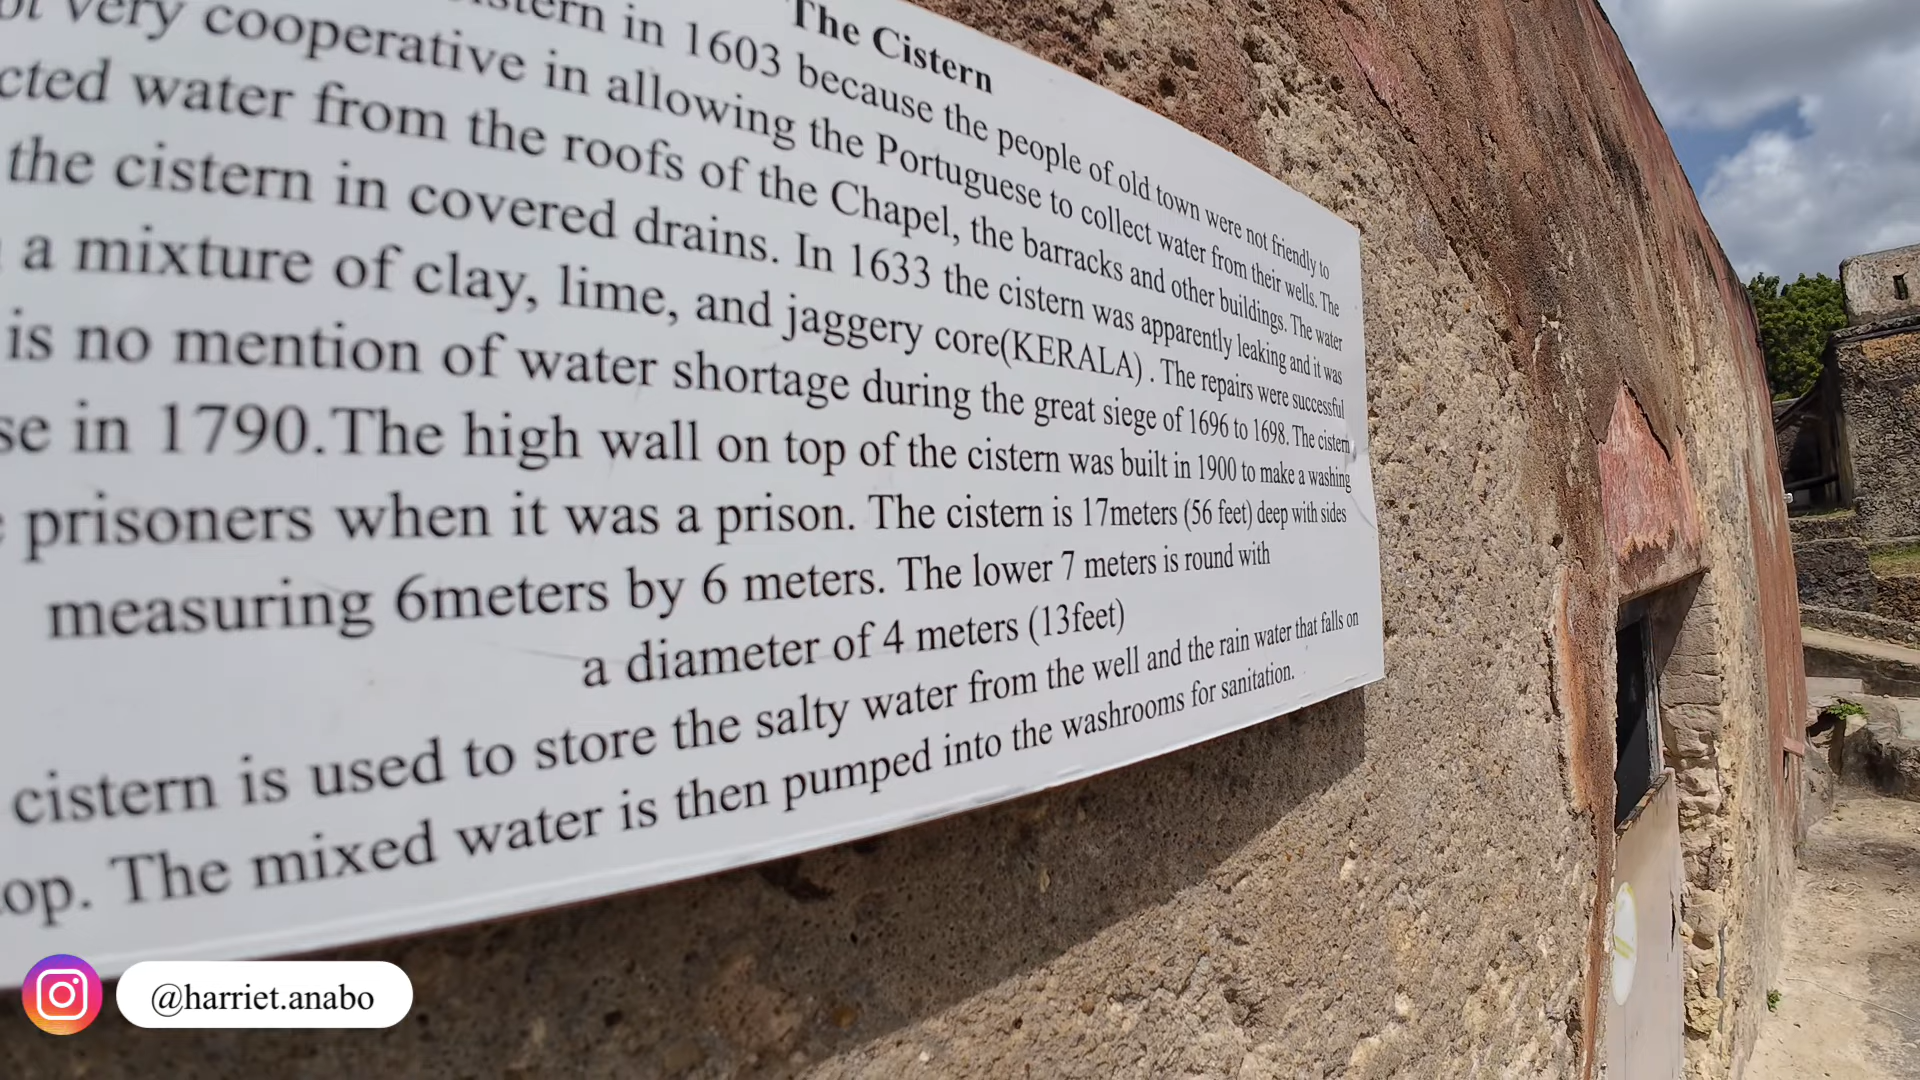 The Cistern
in 1603 because the people of old town were not friendly to
very cooperative in allowing the Portuguese to collect water from their wells. The
water from the roofs of the Chapel, the barracks and other buildings. The water
the cistern in covered drains. In 1633 the cistern was apparently leaking and it was
a mixture of clay, lime, and jaggery core(KERALA) . The repairs were successful
is no mention of water shortage during the great siege of 1696 to 1698. The cistern
in 1790.The high wall on top of the cistern was built in 1900 to make a washing
prisoners when it was a prison. The cistern is 17meters (56 feet) deep with sides
measuring 6meters by 6 meters. The lower 7 meters is round with
a diameter of 4 meters (13feet)
cistern is used to store the salty water from the well and the rain water that falls on
The mixed water is then pumped into the washrooms for sanitation.
@harriet.anabo